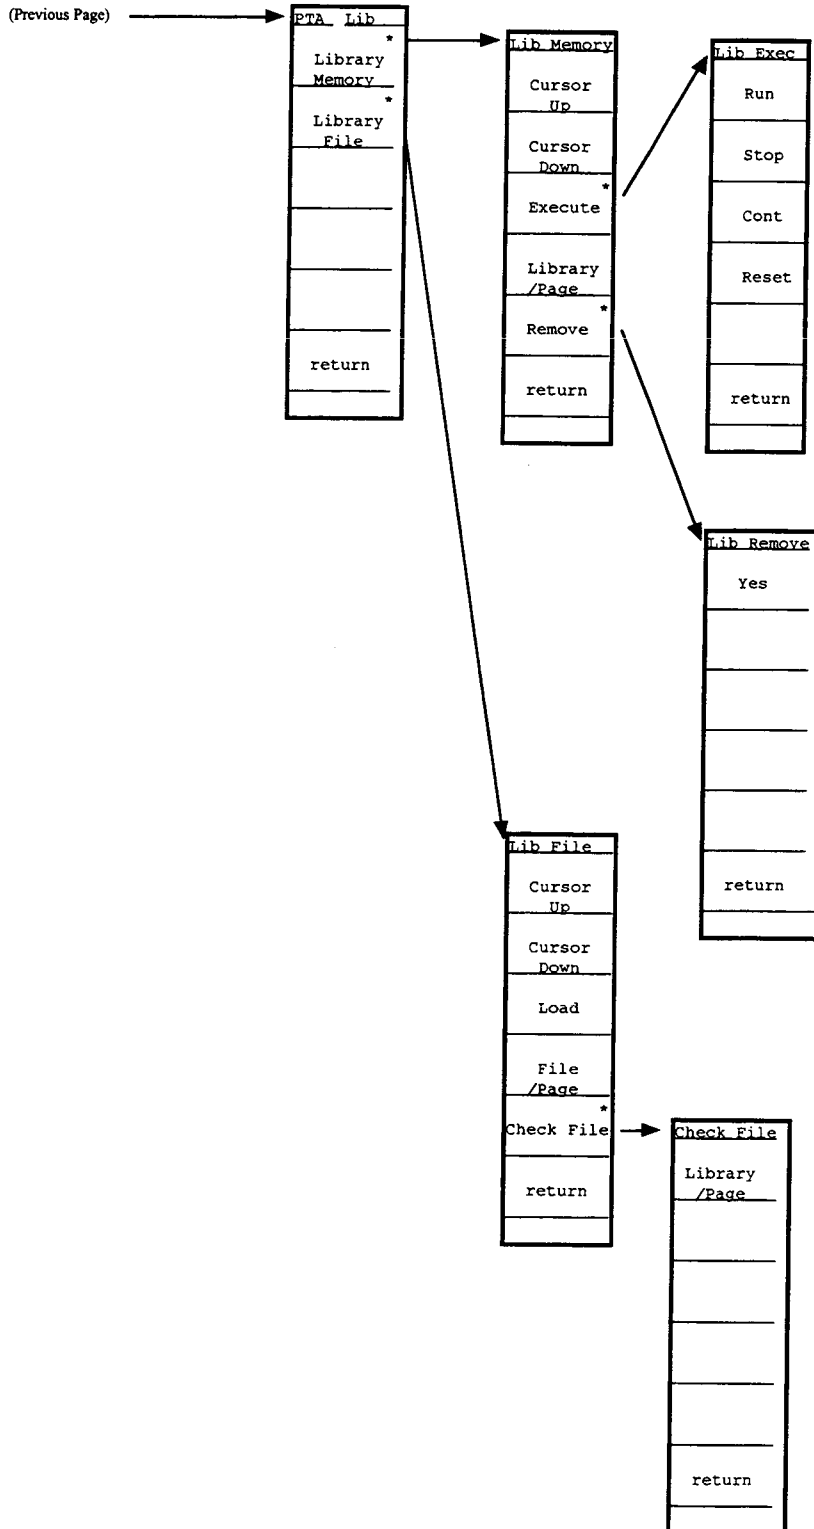 (Previous Page)
PTA Lib
*
Library
Memory
*
Library
File
return
Lib Memory
Cursor
Up
Cursor
Down
*
Execute
Library
/Page
*
Remove
return
Lib Exec
Run
Stop
Cont
Reset
return
Lib Remove
Yes
return
Lib File
Cursor
Up
Cursor
Down
Load
File
/Page
*
Check File
return
Check File
Library
/Page
return